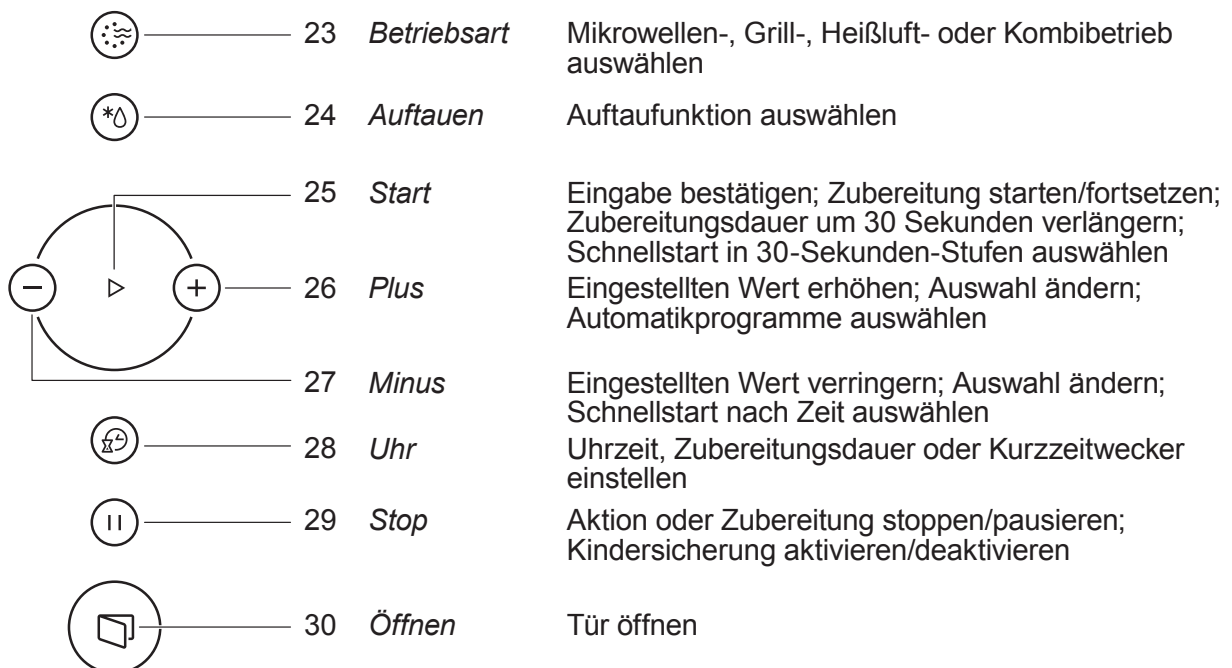 23 Betriebsart Mikrowellen-, Grill-, Heißluft- oder Kombibetrieb
auswählen
24 Auftauen Auftaufunktion auswählen
25 Start Eingabe bestätigen; Zubereitung starten/fortsetzen;
Zubereitungsdauer um 30 Sekunden verlängern;
Schnellstart in 30-Sekunden-Stufen auswählen
26 Plus Eingestellten Wert erhöhen; Auswahl ändern;
Automatikprogramme auswählen
27 Minus Eingestellten Wert verringern; Auswahl ändern;
Schnellstart nach Zeit auswählen
28 Uhr Uhrzeit, Zubereitungsdauer oder Kurzzeitwecker
einstellen
29 Stop Aktion oder Zubereitung stoppen/pausieren;
Kindersicherung aktivieren/deaktivieren
30 Öffnen Tür öffnen